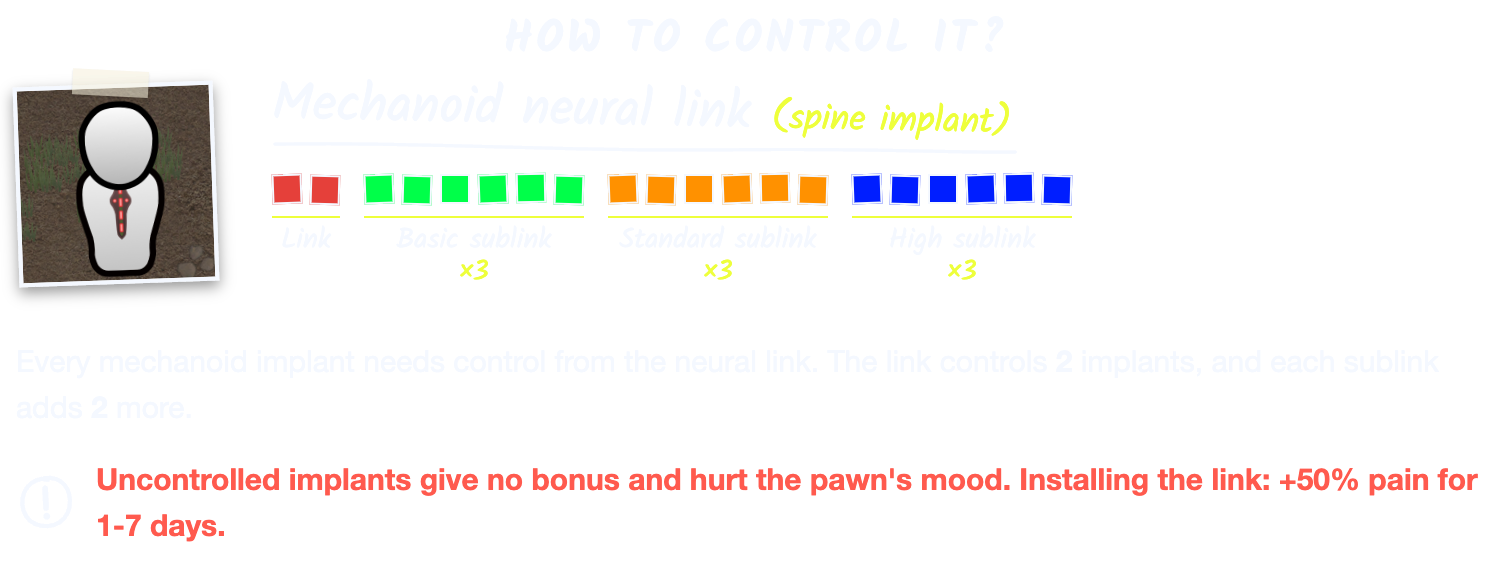 HOW TO CONTROL IT?
Mechanoid neural link (spine implant)
Link Basic sublink Standard sublink High sublink
×3 ×3 ×3
Every mechanoid implant needs control from the neural link. The link controls 2 implants, and each sublink
adds 2 more.
Uncontrolled implants give no bonus and hurt the pawn's mood. Installing the link: +50% pain for
1-7 days.